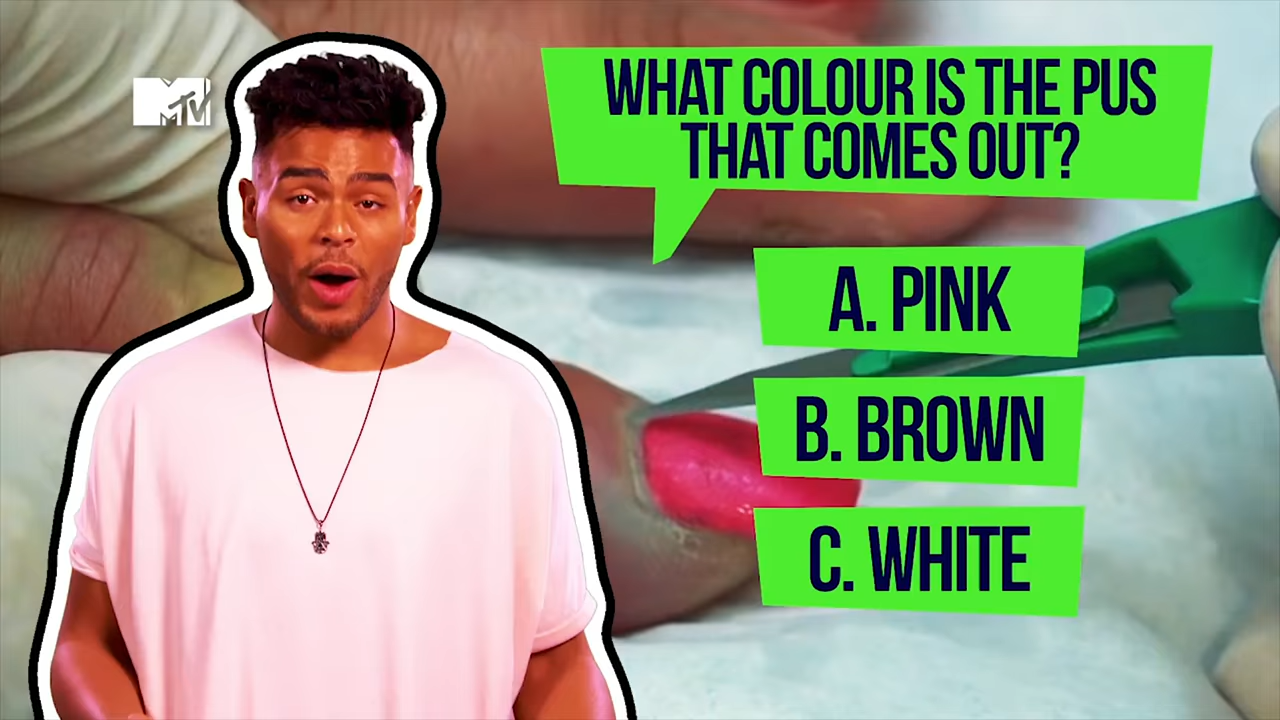 MTV
WHAT COLOUR IS THE PUS
THAT COMES OUT?
A. PINK
B. BROWN
C. WHITE